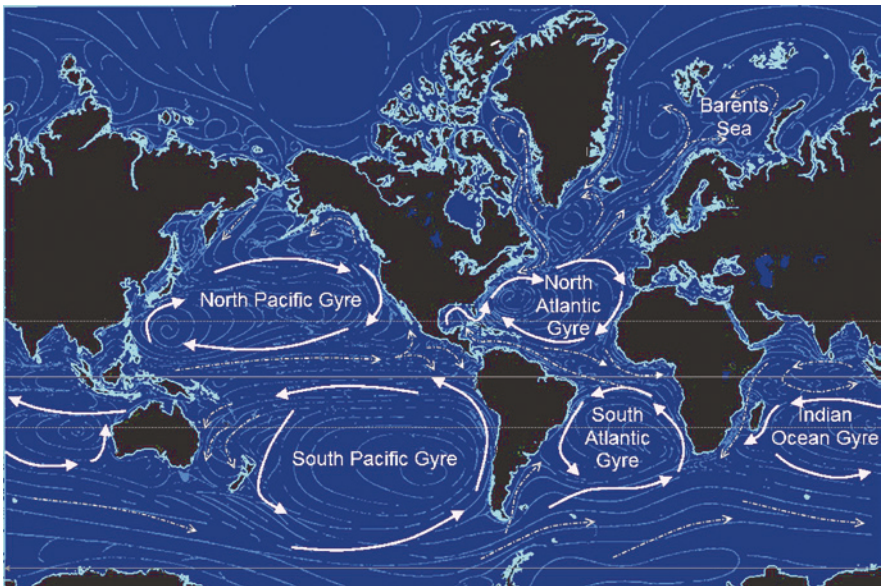 Barents
Sea
North Pacific Gyre
North
Atlantic
Gyre
South Pacific Gyre
South
Atlantic
Gyre
Indian
Ocean Gyre